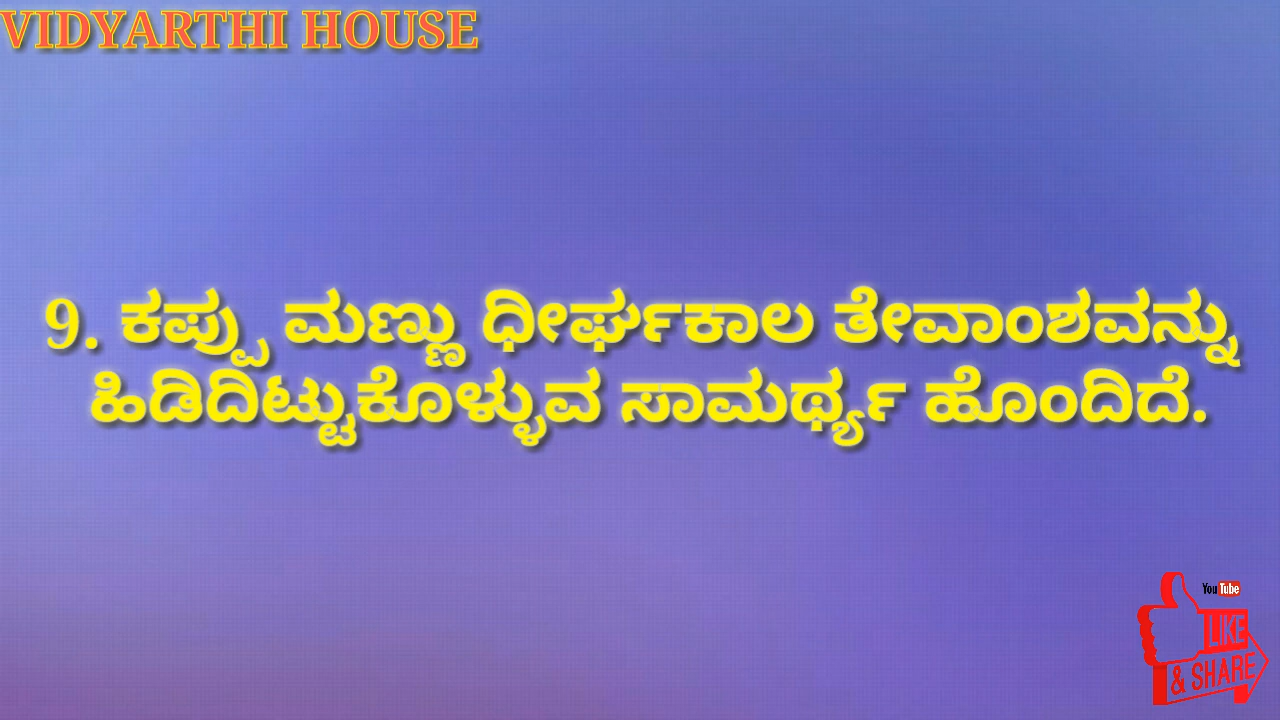 VIDYARTHI HOUSE
9. ಕಪ್ಪು ಮಣ್ಣು ಧೀರ್ಘಕಾಲ ತೇವಾಂಶವನ್ನು
ಹಿಡಿದಿಟ್ಟುಕೊಳ್ಳುವ ಸಾಮರ್ಥ್ಯ ಹೊಂದಿದೆ.
YouTube
LIKE
& SHARE